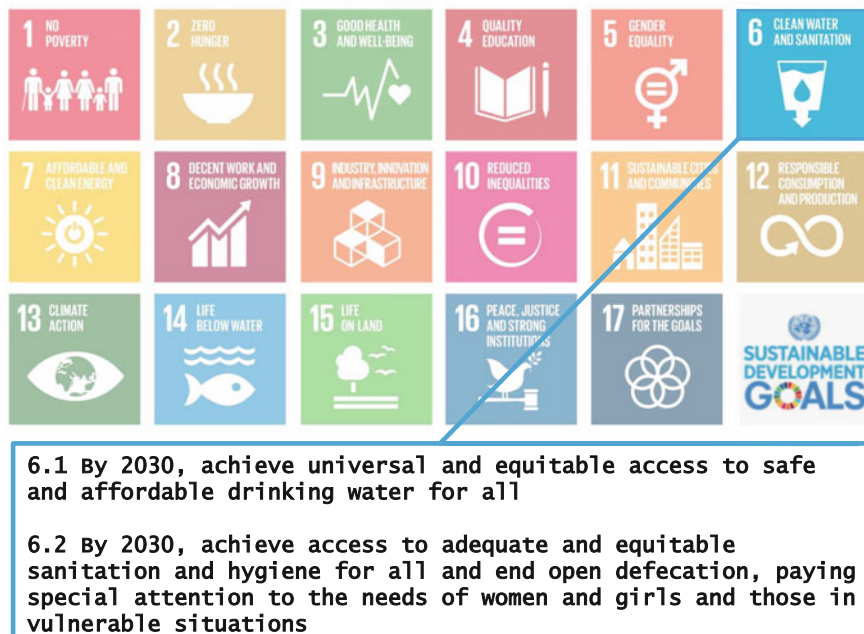 1 NO
POVERTY
2 ZERO
HUNGER
3 GOOD HEALTH
AND WELL-BEING
4 QUALITY
EDUCATION
5 GENDER
EQUALITY
6 CLEAN WATER
AND SANITATION
7 AFFORDABLE AND
CLEAN ENERGY
8 DECENT WORK AND
ECONOMIC GROWTH
9 INDUSTRY, INNOVATION
AND INFRASTRUCTURE
10 REDUCED
INEQUALITIES
11 SUSTAINABLE CITIES
AND COMMUNITIES
12 RESPONSIBLE
CONSUMPTION
AND PRODUCTION
13 CLIMATE
ACTION
14 LIFE
BELOW WATER
15 LIFE
ON LAND
16 PEACE, JUSTICE
AND STRONG
INSTITUTIONS
17 PARTNERSHIPS
FOR THE GOALS
SUSTAINABLE
DEVELOPMENT
GOALS
6.1 By 2030, achieve universal and equitable access to safe
and affordable drinking water for all
6.2 By 2030, achieve access to adequate and equitable
sanitation and hygiene for all and end open defecation, paying
special attention to the needs of women and girls and those in
vulnerable situations